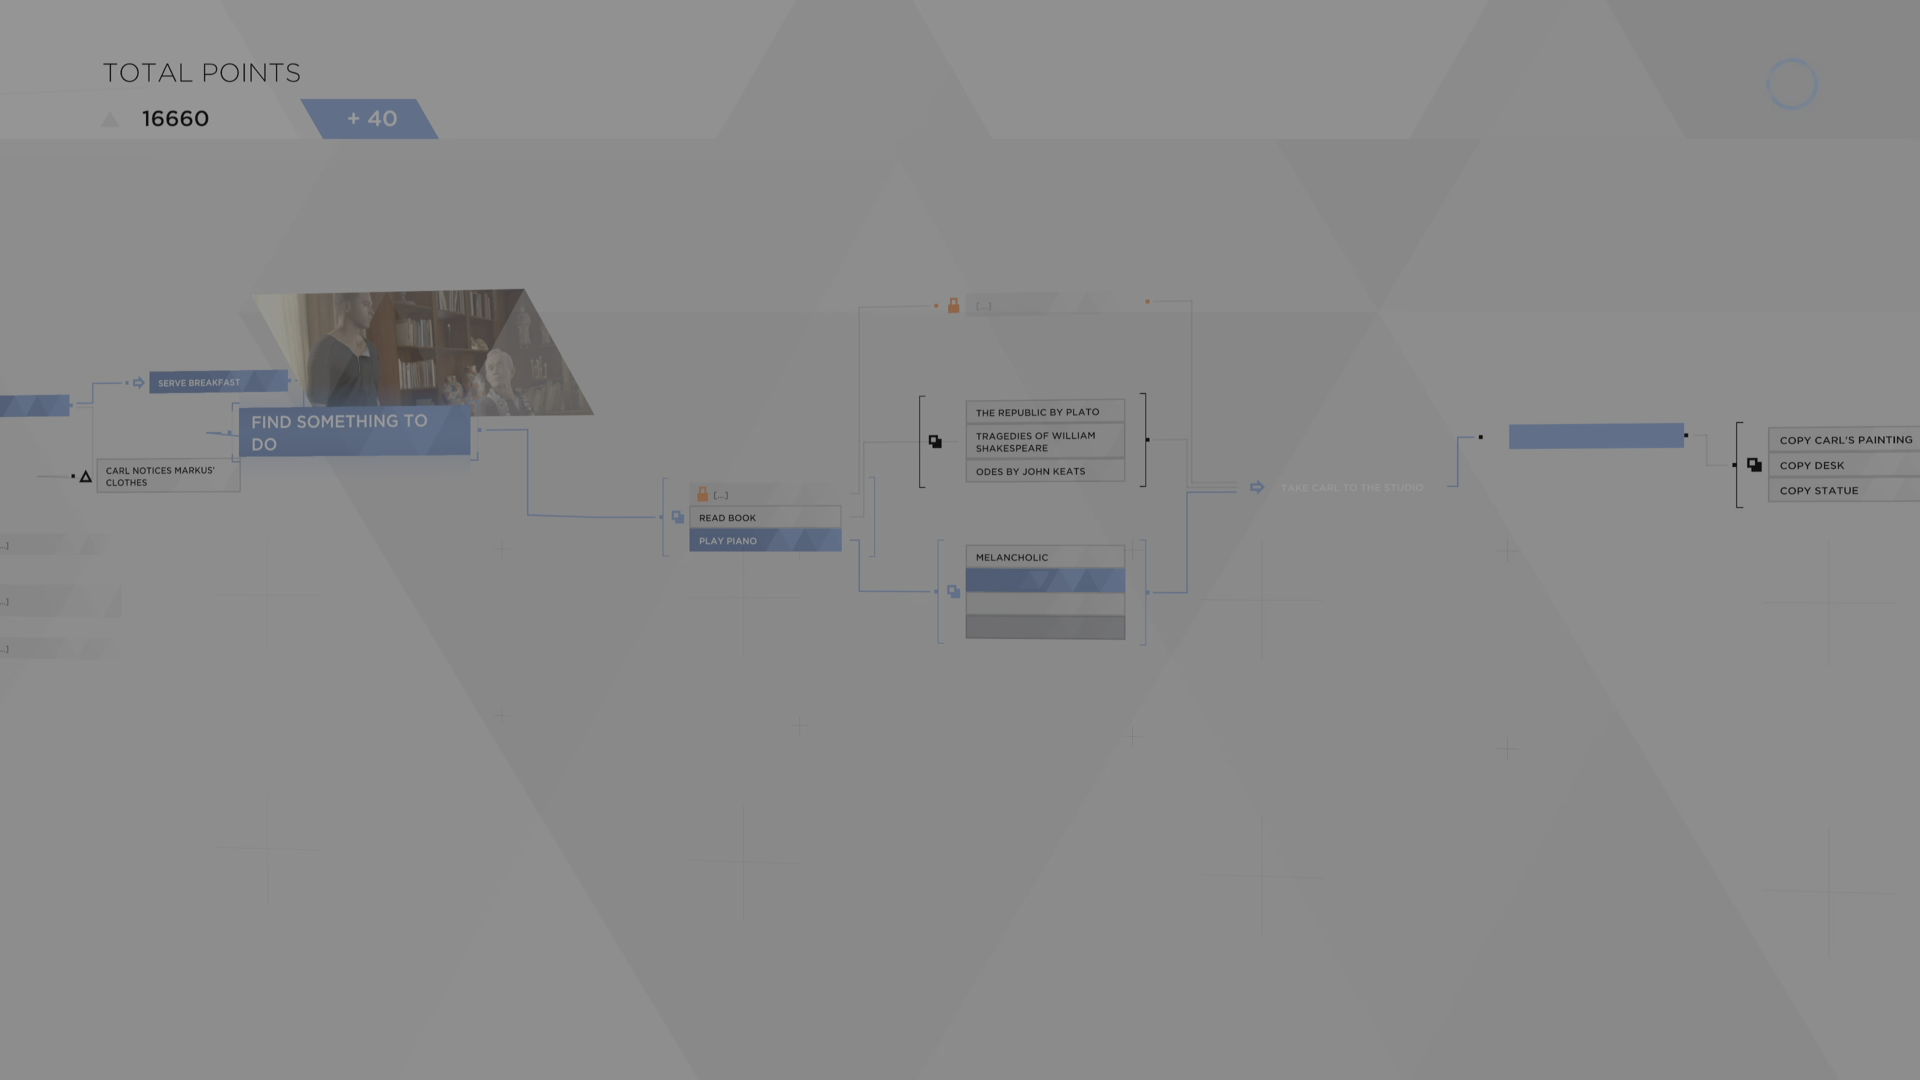 TOTAL POINTS
16660
+ 40
SERVE BREAKFAST
FIND SOMETHING TO
DO
CARL NOTICES MARKUS'
CLOTHES
[...]
READ BOOK
PLAY PIANO
[...]
THE REPUBLIC BY PLATO
TRAGEDIES OF WILLIAM
SHAKESPEARE
ODES BY JOHN KEATS
MELANCHOLIC
TAKE CARL TO THE STUDIO
COPY CARL'S PAINTING
COPY DESK
COPY STATUE
...]
...]
...]